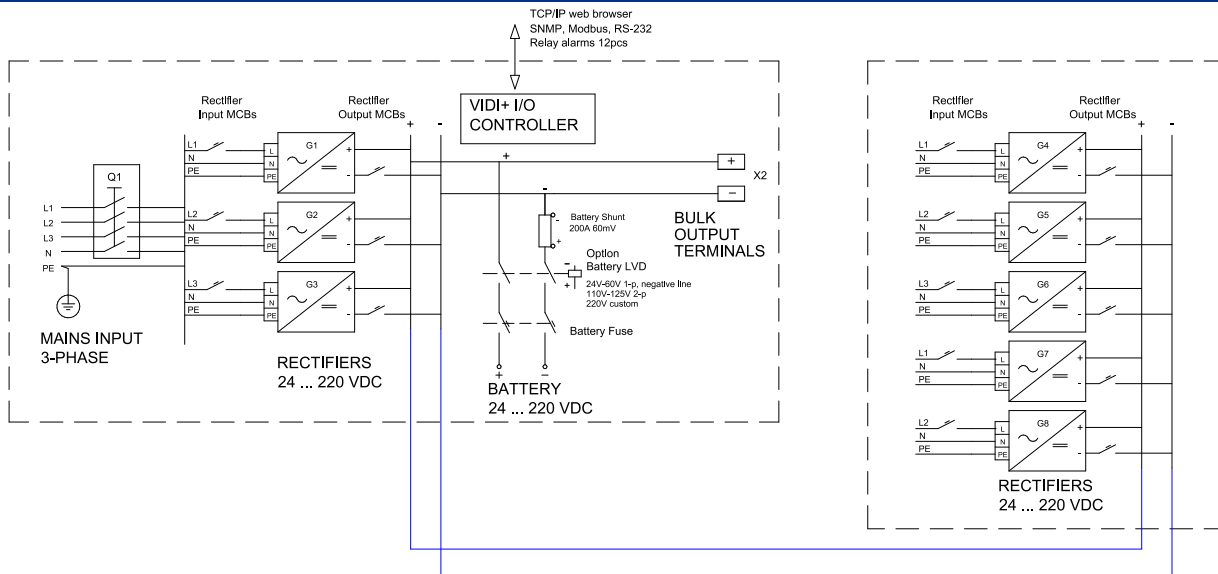 TCP/IP web browser
SNMP, Modbus, RS-232
Relay alarms 12pcs
VIDI+ I/O
CONTROLLER
Rectifier
Input MCBs
Rectifier
Output MCBs
+
-
Q1
L1
L2
L3
N
PE
MAINS INPUT
3-PHASE
L1
N
PE
L
N
PE
G1
+
-
L2
N
PE
L
N
PE
G2
+
-
L3
N
PE
L
N
PE
G3
+
-
RECTIFIERS
24 ... 220 VDC
+
-
+
-
X2
BULK
OUTPUT
TERMINALS
-
+
Battery Shunt
200A 60mV
Option
Battery LVD
-
+
24V-60V 1-p, negative line
110V-125V 2-p
220V custom
Battery Fuse
+
-
BATTERY
24 ... 220 VDC
Rectifier
Input MCBs
Rectifier
Output MCBs
+
-
L1
N
PE
L
N
PE
G4
+
-
L2
N
PE
L
N
PE
G5
+
-
L3
N
PE
L
N
PE
G6
+
-
L1
N
PE
L
N
PE
G7
+
-
L2
N
PE
L
N
PE
G8
+
-
RECTIFIERS
24 ... 220 VDC